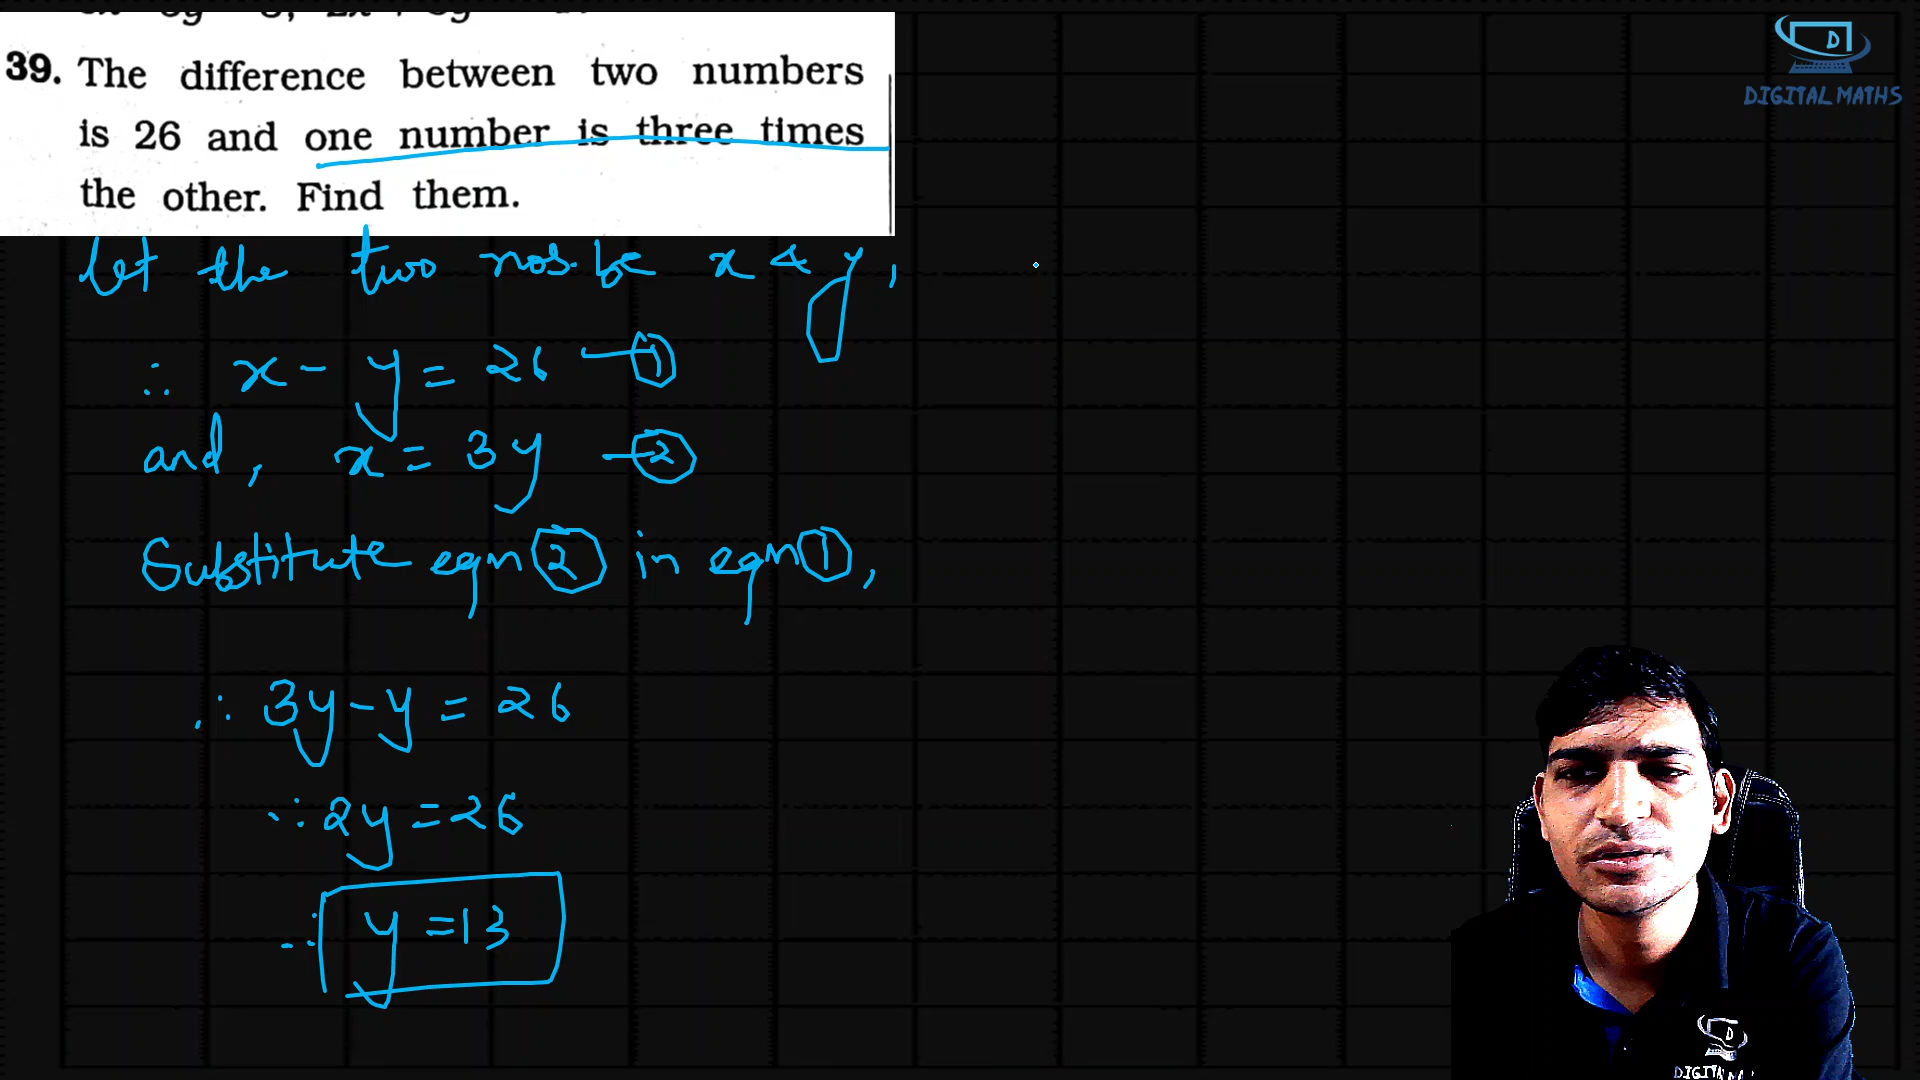 39. The difference between two numbers
is 26 and one number is three times
the other. Find them.
let the two nos. be x & y,
∴ x - y = 26 —①
and, x = 3y —②
Substitute eqn ② in eqn ①,
∴ 3y - y = 26
∴ 2y = 26
∴ y = 13
D
DIGITAL MATHS
D